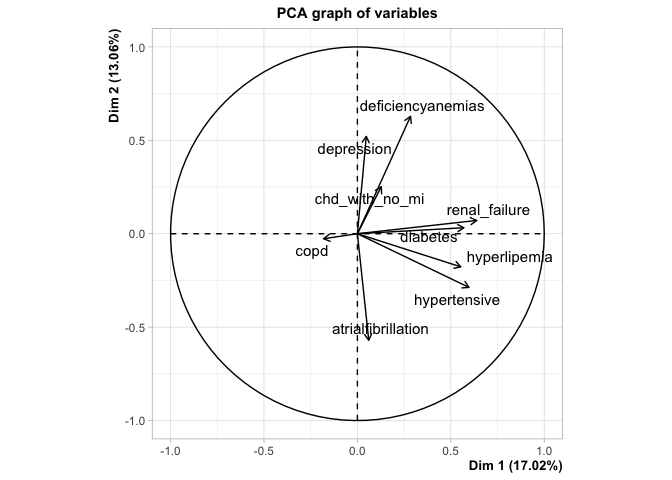 PCA graph of variables
Dim 2 (13.06%)
1.0
0.5
0.0
-0.5
-1.0
deficiencyanemias
depression
chd_with_no_mi
renal_failure
diabetes
copd
hyperlipemia
hypertensive
atrialfibrillation
-1.0
-0.5
0.0
0.5
1.0
Dim 1 (17.02%)